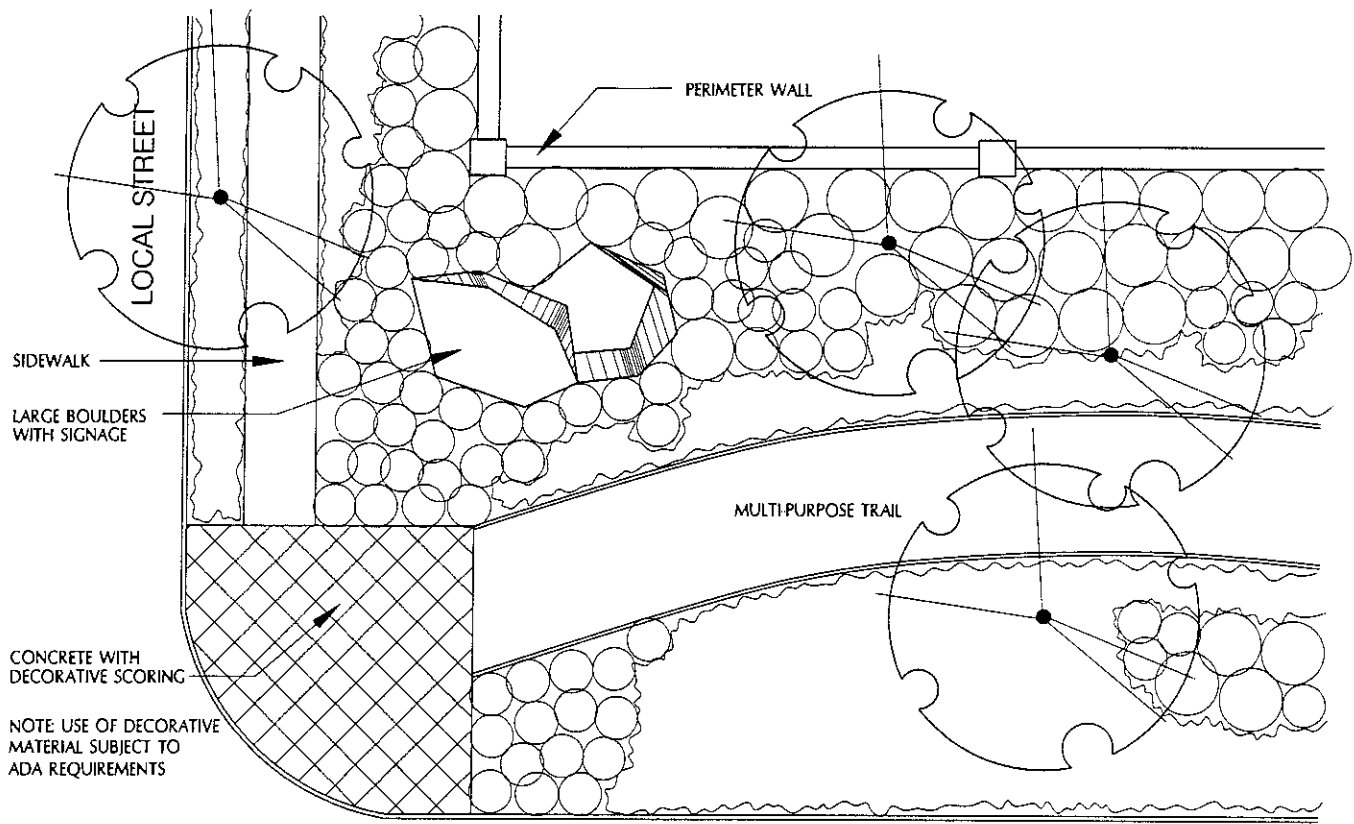 PERIMETER WALL
LOCAL STREET
SIDEWALK
LARGE BOULDERS
WITH SIGNAGE
MULTI-PURPOSE TRAIL
CONCRETE WITH
DECORATIVE SCORING
NOTE: USE OF DECORATIVE
MATERIAL SUBJECT TO
ADA REQUIREMENTS